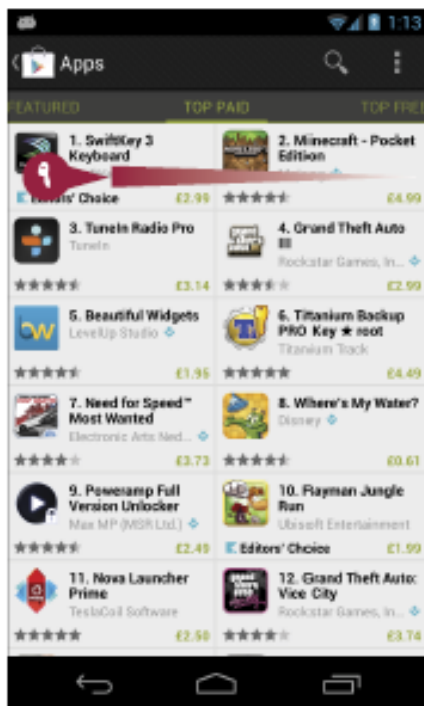 1:13
Apps
FEATURED
TOP PAID
TOP FREE
1. SwiftKey 3
Keyboard
Editors' Choice £2.99
2. Minecraft - Pocket
Edition
£4.99
3. TuneIn Radio Pro
TuneIn
£3.14
4. Grand Theft Auto
III
Rockstar Games, In...
£2.99
5. Beautiful Widgets
LevelUp Studio
£1.95
6. Titanium Backup
PRO Key ★ root
Titanium Track
£4.49
7. Need for Speed™
Most Wanted
Electronic Arts Ned...
£3.73
8. Where's My Water?
Disney
£0.61
9. Poweramp Full
Version Unlocker
Max MP (MSR Ltd.)
£2.49
10. Rayman Jungle
Run
Ubisoft Entertainment
Editors' Choice £1.99
11. Nova Launcher
Prime
TeslaCoil Software
£2.50
12. Grand Theft Auto:
Vice City
Rockstar Games, In...
£3.74